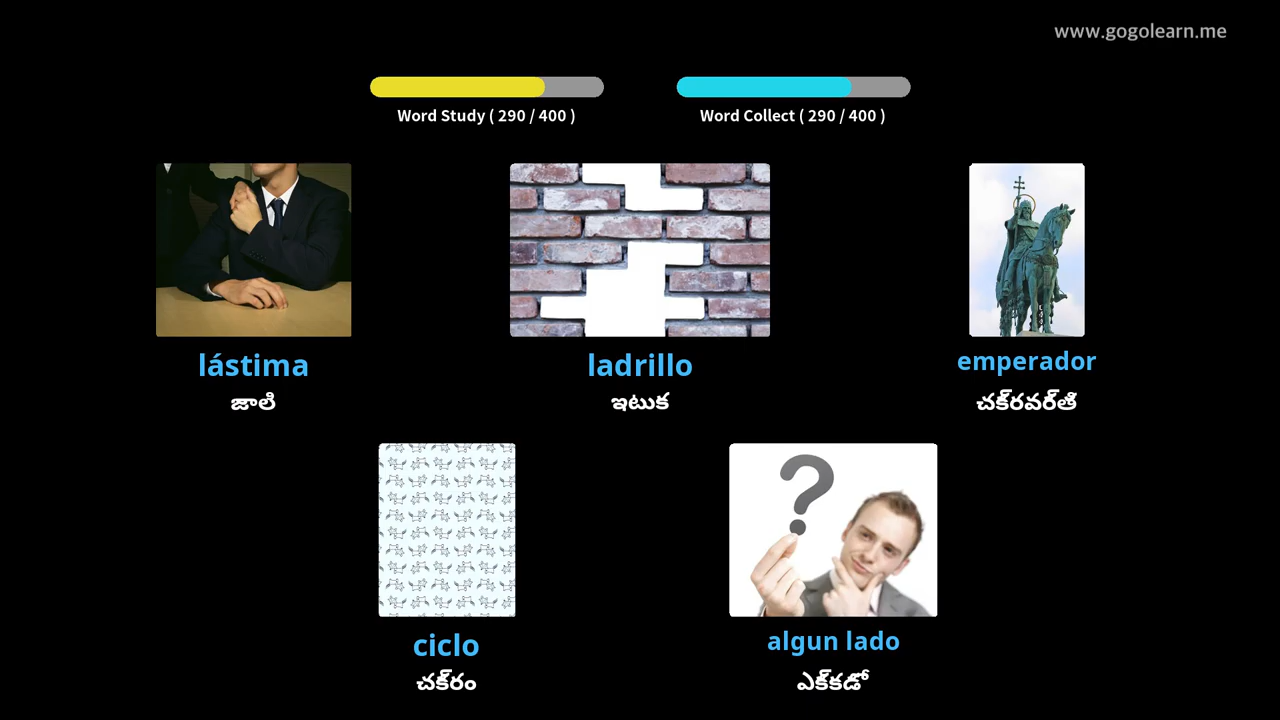 www.gogolearn.me
Word Study ( 290 / 400 )
Word Collect ( 290 / 400 )
lástima
ladrillo
emperador
జాలి
ఇటుక
చక్రవర్తి
ciclo
algun lado
చక్రం
ఎక్కడో